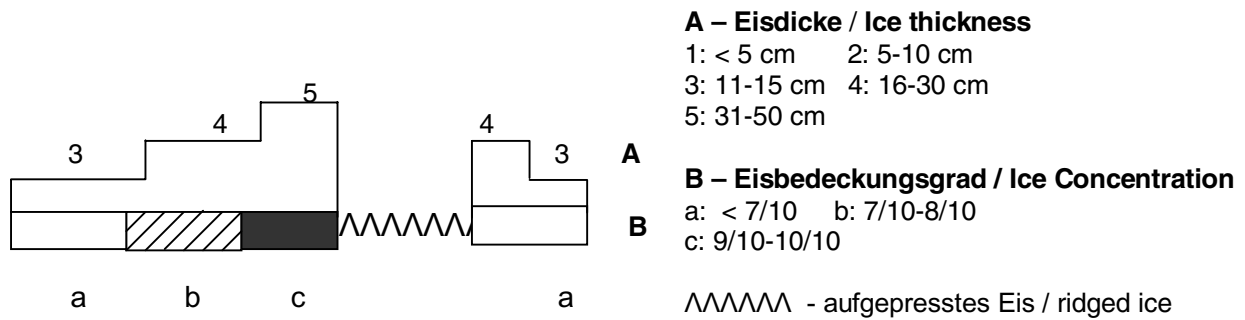 5
4
3
4
3
A
B
a
b
c
ΛΛΛΛΛΛ
a
A – Eisdicke / Ice thickness
1: < 5 cm 2: 5-10 cm
3: 11-15 cm 4: 16-30 cm
5: 31-50 cm
B – Eisbedeckungsgrad / Ice Concentration
a: < 7/10 b: 7/10-8/10
c: 9/10-10/10
ΛΛΛΛΛΛ - aufgepresstes Eis / ridged ice